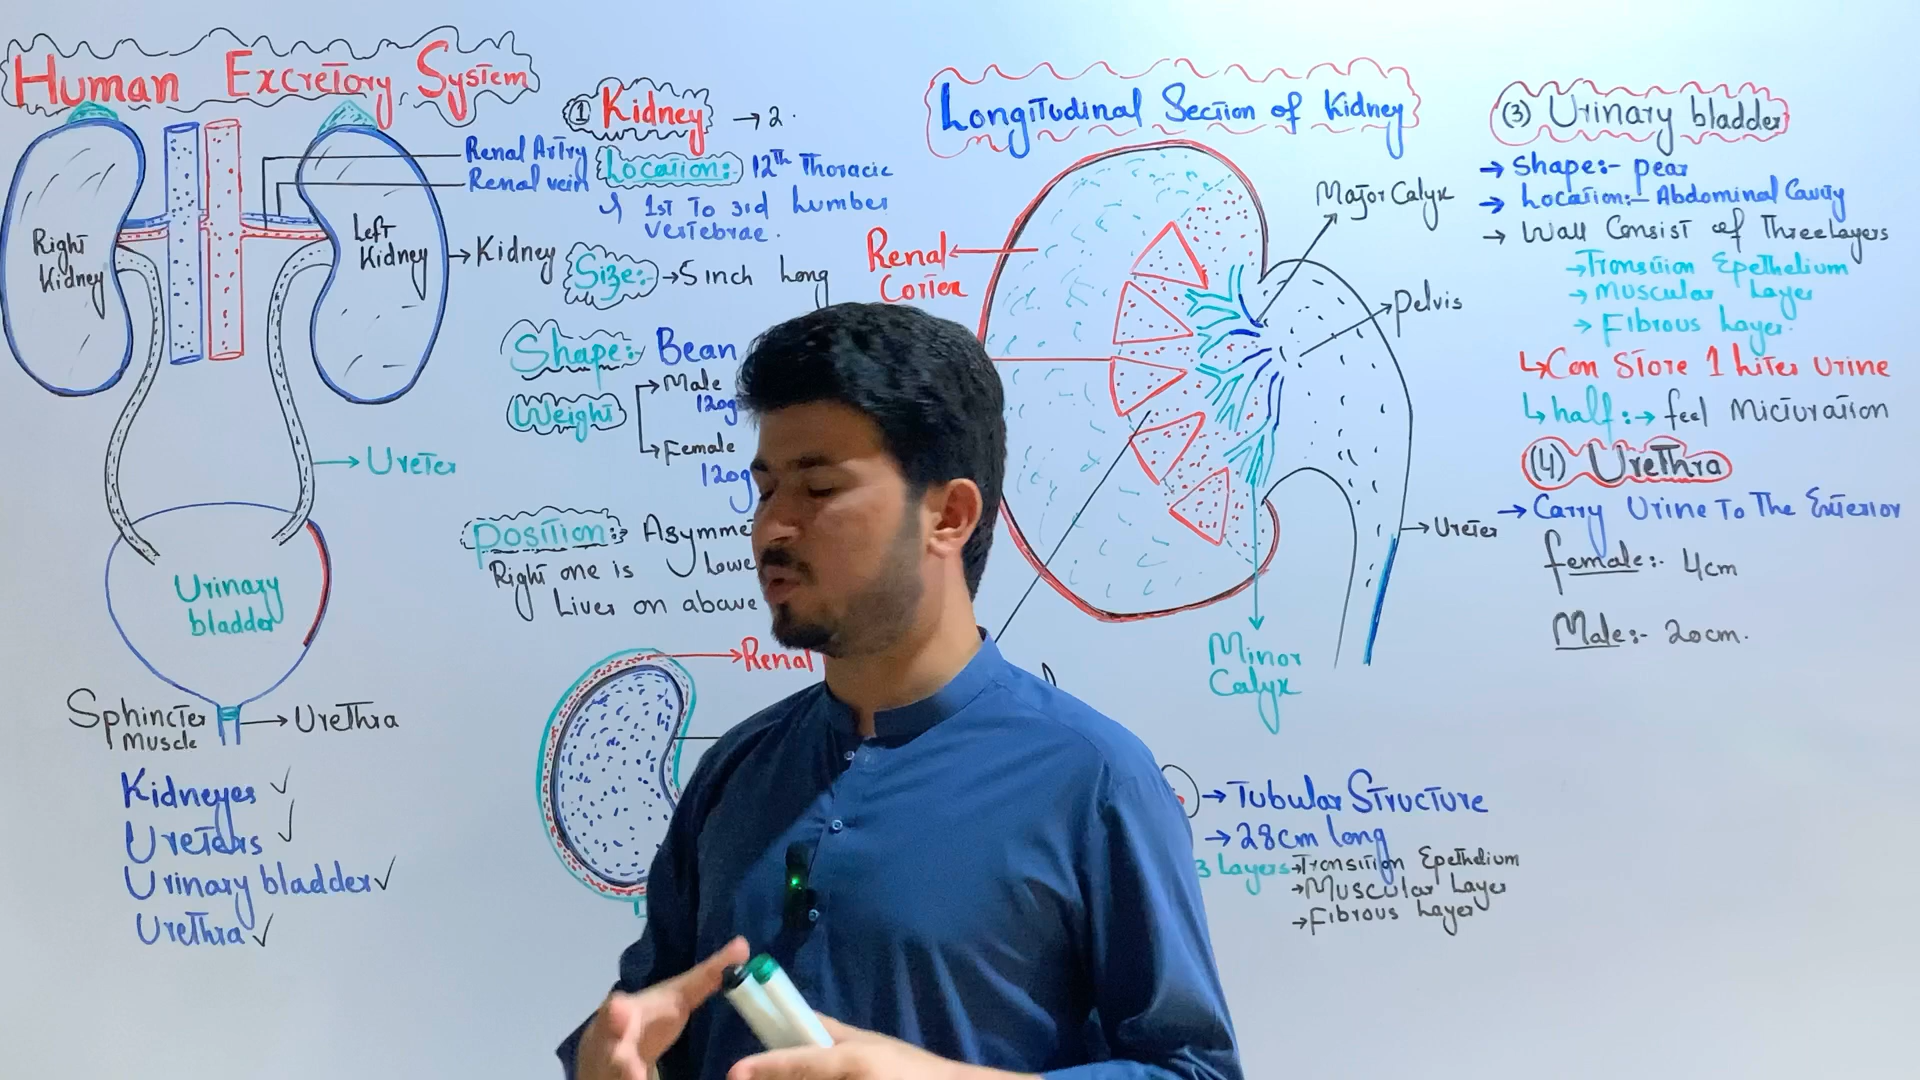 Human Excretory System
Right
Kidney
Left
Kidney
Renal Artry
Renal vein
Kidney
Ureter
Urinary
bladder
Sphincter
Muscle
Urethra
Kidneyes ✓
Ureters ✓
Urinary bladder ✓
Urethra ✓
① Kidney → 2.
Location:- 12th Thoracic
1st To 3rd Lumber
Vertebrae.
Size:- → 5 inch Long
Shape:- Bean
Weight
Male
120g
Female
120g
Position:- Asymme
Right one is Lowe
Liver on above
Renal
Longitudinal Section of Kidney
Renal
Cortex
Major Calyx
Pelvis
Ureter
Minor
Calyx
→ Tubular Structure
→ 28cm long
3 Layers → Transition Epethelium
→ Muscular Layer
→ Fibrous Layer
(3) Urinary bladder
→ Shape:- pear
→ Location:- Abdominal Cavity
→ Wall Consist of Three Layers
→ Transition Epethelium
→ Muscular Layer
→ Fibrous Layer.
↳ Can Store 1 Liter Urine
↳ half:→ feel Micturation
(4) Urethra
→ Carry Urine To The Exterior
female:- 4cm
Male:- 20cm.